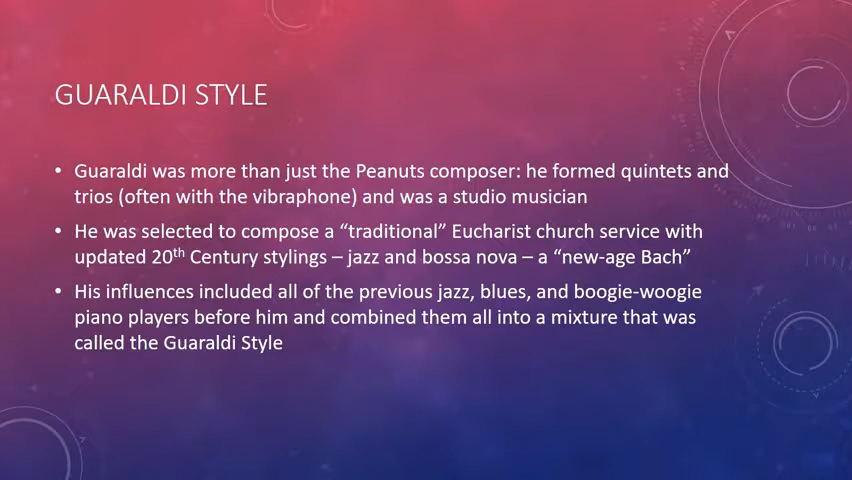 GUARALDI STYLE
• Guaraldi was more than just the Peanuts composer: he formed quintets and
trios (often with the vibraphone) and was a studio musician
• He was selected to compose a “traditional” Eucharist church service with
updated 20th Century stylings – jazz and bossa nova – a “new-age Bach”
• His influences included all of the previous jazz, blues, and boogie-woogie
piano players before him and combined them all into a mixture that was
called the Guaraldi Style